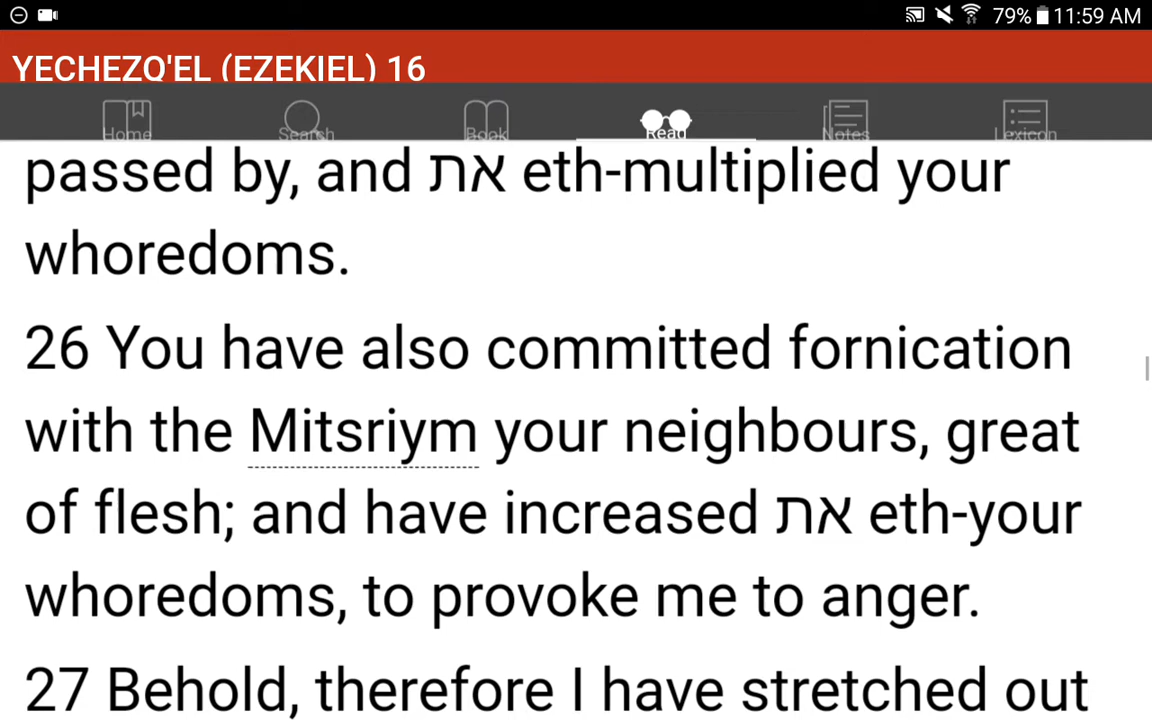 79% 11:59 AM
YECHEZQ'EL (EZEKIEL) 16
Home Search Book Read Notes Lexicon
passed by, and את eth-multiplied your
whoredoms.
26 You have also committed fornication
with the Mitsriym your neighbours, great
of flesh; and have increased את eth-your
whoredoms, to provoke me to anger.
27 Behold, therefore I have stretched out